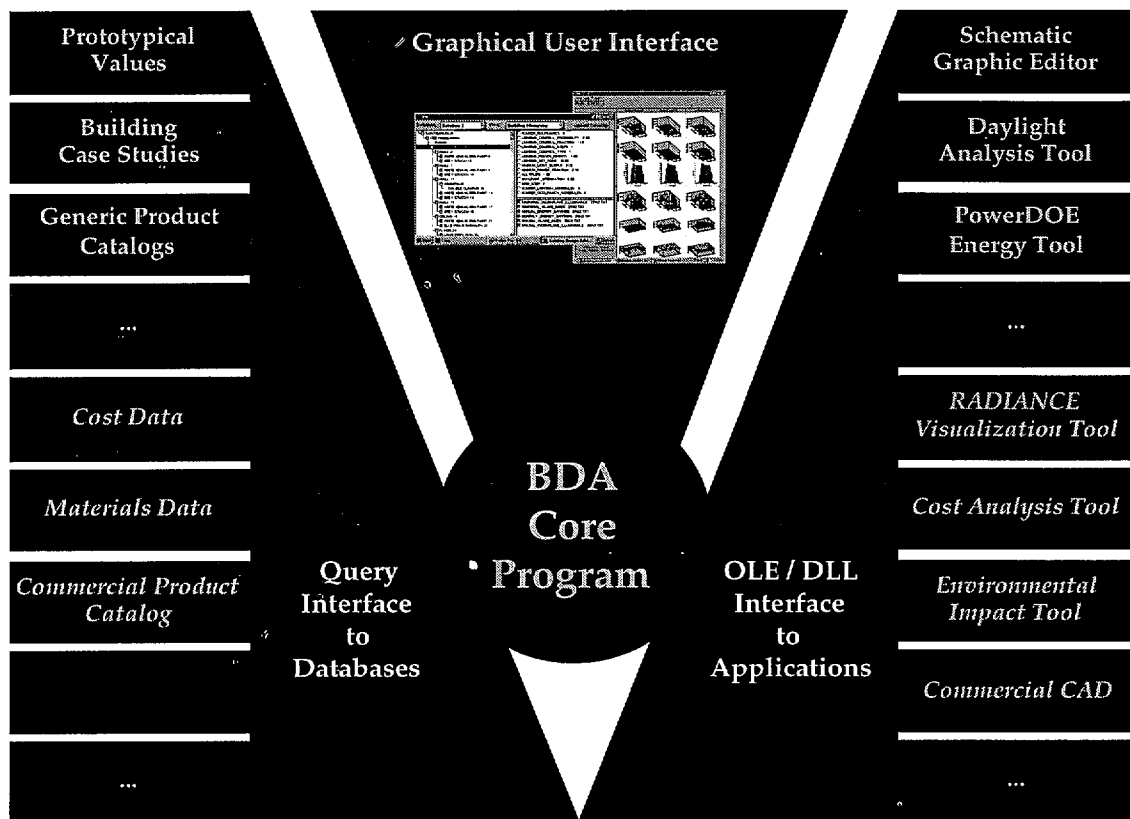 Prototypical
Values
Building
Case Studies
Generic Product
Catalogs
...
Cost Data
Materials Data
Commercial Product
Catalog
...
Graphical User Interface
BDA
Core
Program
Query
Interface
to
Databases
OLE / DLL
Interface
to
Applications
Schematic
Graphic Editor
Daylight
Analysis Tool
PowerDOE
Energy Tool
...
RADIANCE
Visualization Tool
Cost Analysis Tool
Environmental
Impact Tool
Commercial CAD
...